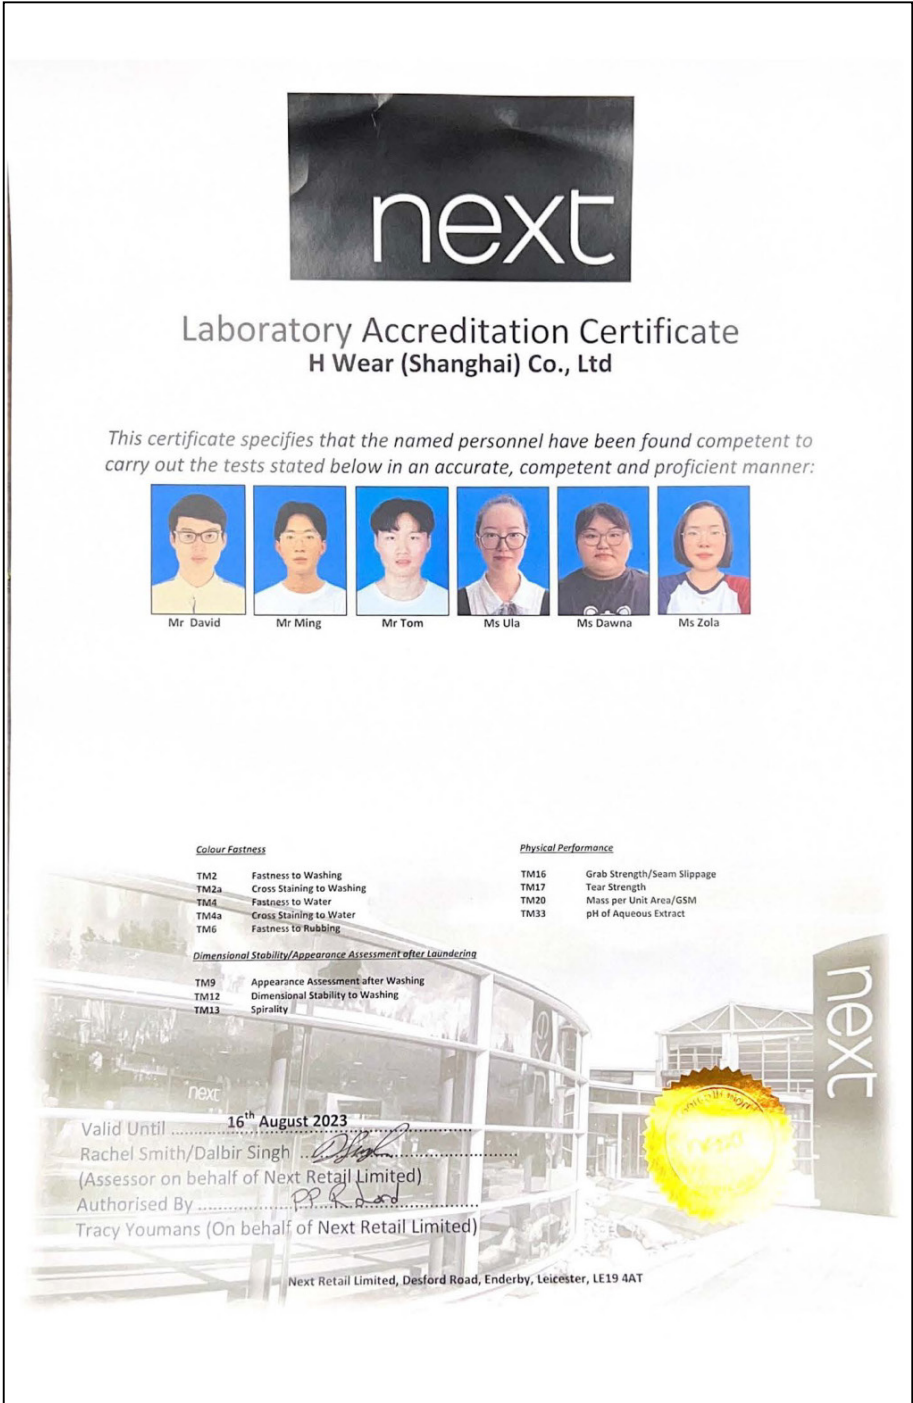 next
Laboratory Accreditation Certificate
H Wear (Shanghai) Co., Ltd
This certificate specifies that the named personnel have been found competent to
carry out the tests stated below in an accurate, competent and proficient manner:
Mr David Mr Ming Mr Tom Ms Ula Ms Dawna Ms Zola
Colour Fastness
TM2 Fastness to Washing
TM2a Cross Staining to Washing
TM4 Fastness to Water
TM4a Cross Staining to Water
TM6 Fastness to Rubbing
Dimensional Stability/Appearance Assessment after Laundering
TM9 Appearance Assessment after Washing
TM12 Dimensional Stability to Washing
TM13 Spirality
Physical Performance
TM16 Grab Strength/Seam Slippage
TM17 Tear Strength
TM20 Mass per Unit Area/GSM
TM33 pH of Aqueous Extract
next
next
Valid Until 16th August 2023
Rachel Smith/Dalbir Singh
(Assessor on behalf of Next Retail Limited)
Authorised By PP R Lord
Tracy Youmans (On behalf of Next Retail Limited)
Next Retail Limited, Desford Road, Enderby, Leicester, LE19 4AT